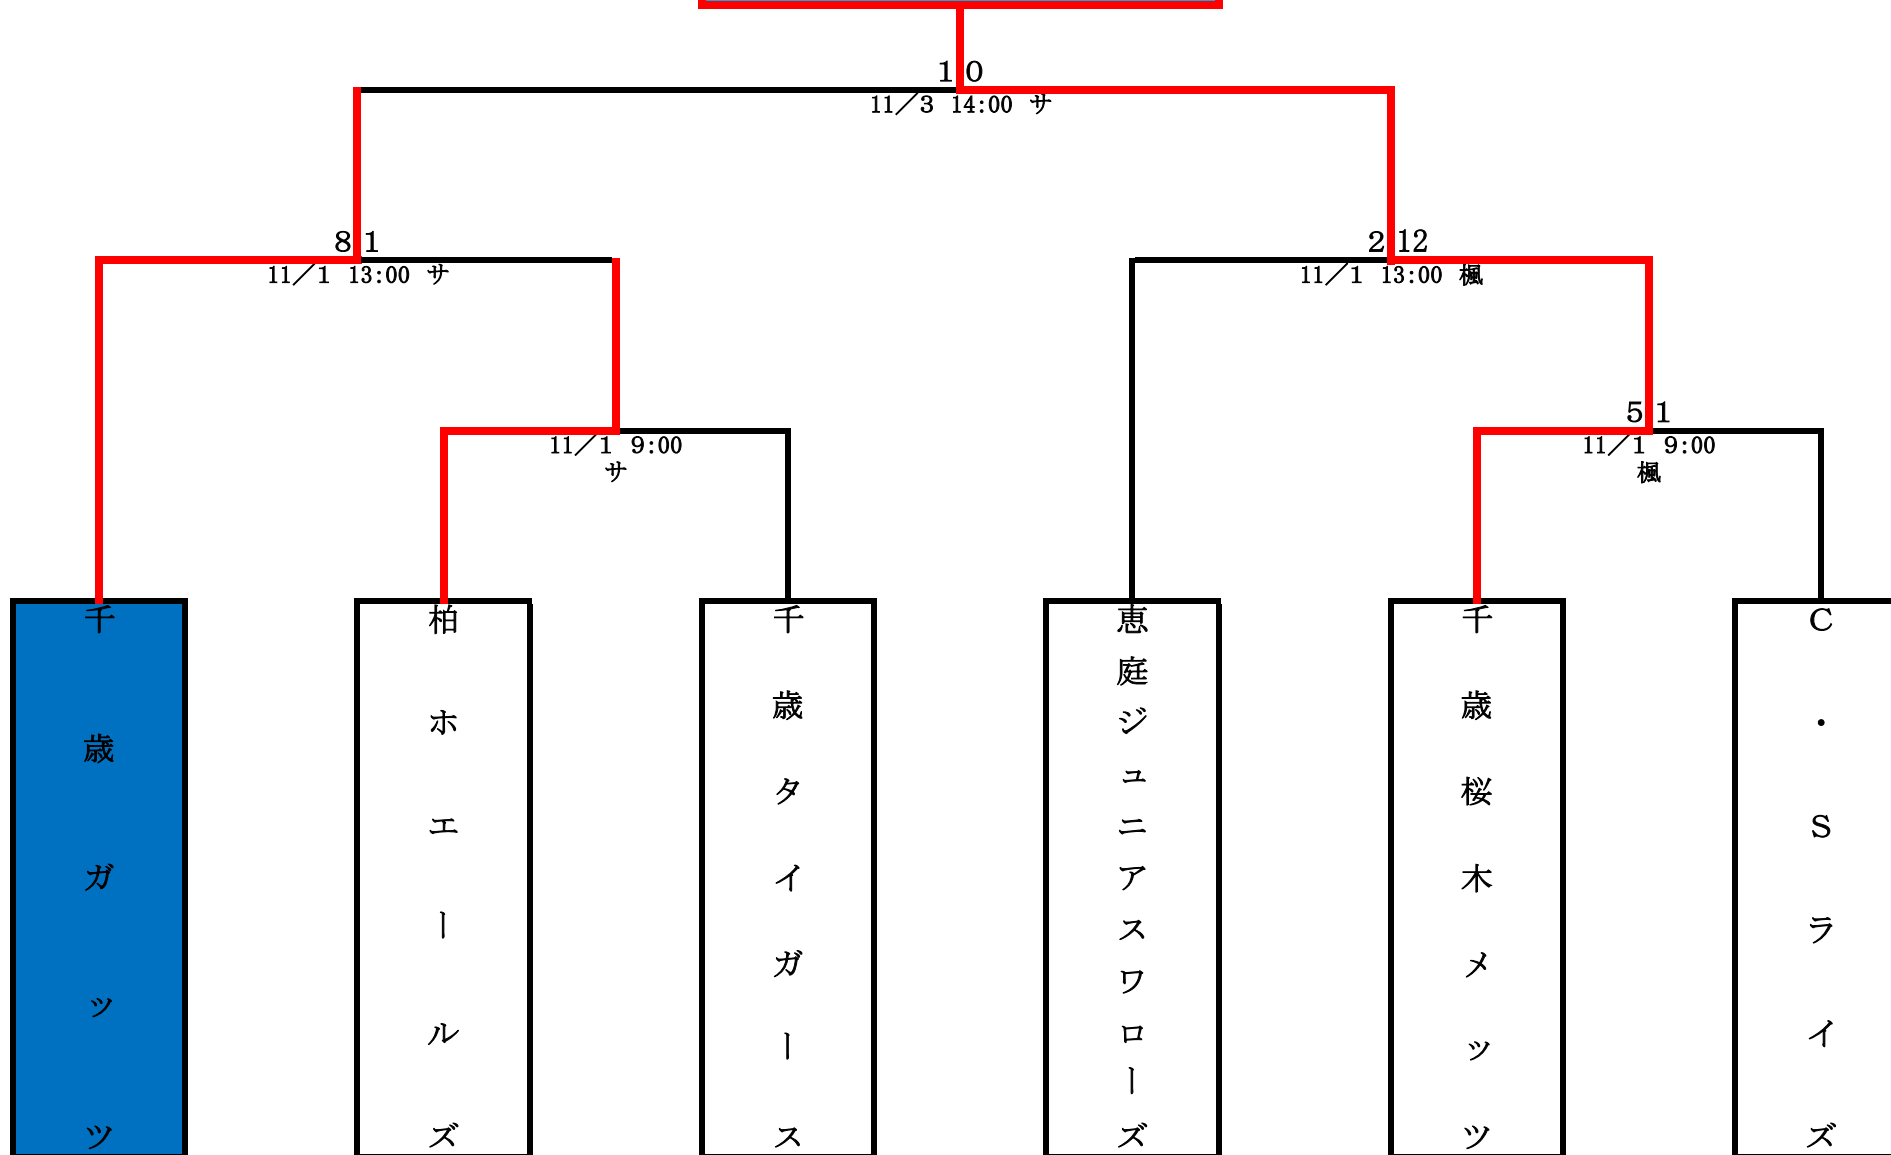 1 0
11／3 14:00 サ
8 1
11／1 13:00 サ
2 12
11／1 13:00 楓
11／1 9:00
サ
5 1
11／1 9:00
楓
千歳ガッツ
柏ホエールズ
千歳タイガース
恵庭ジュニアスワローズ
千歳桜木メッツ
Ｃ・Ｓライズ